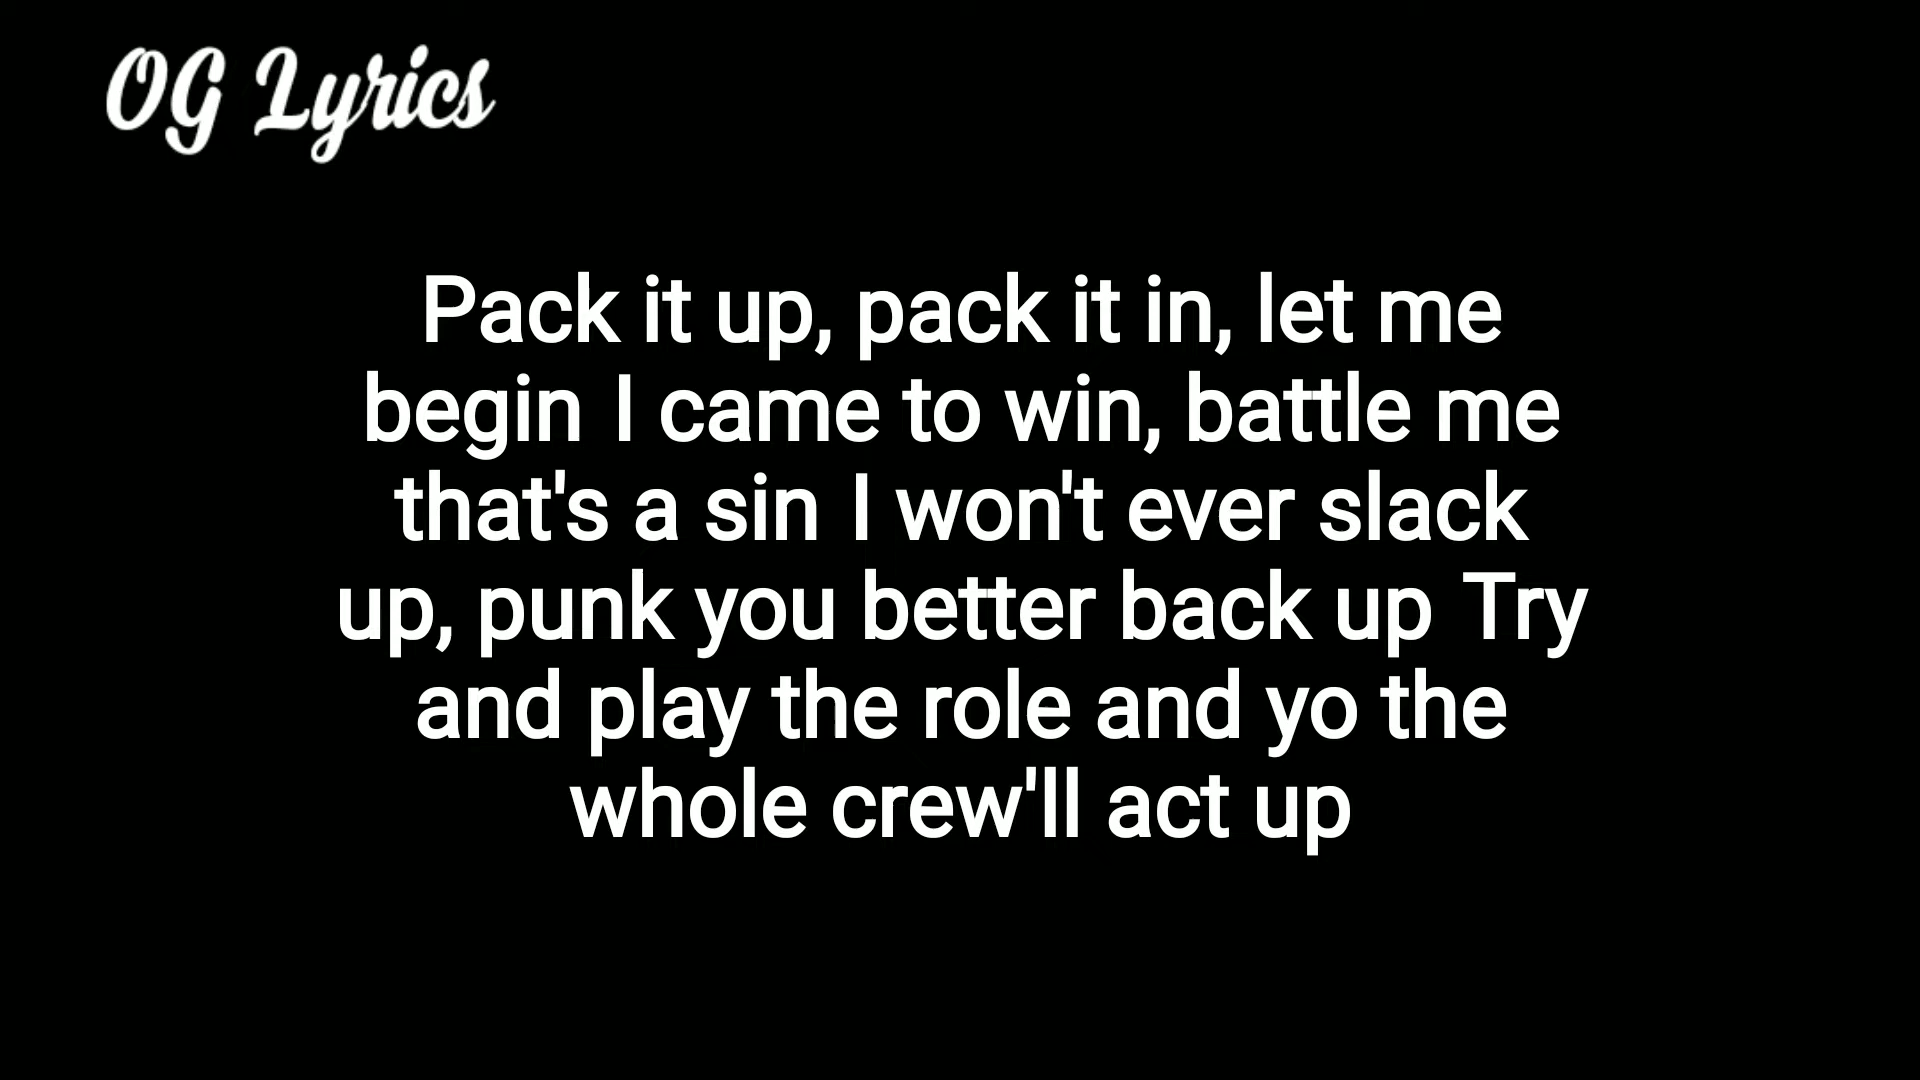 OG Lyrics
Pack it up, pack it in, let me
begin I came to win, battle me
that's a sin I won't ever slack
up, punk you better back up Try
and play the role and yo the
whole crew'll act up